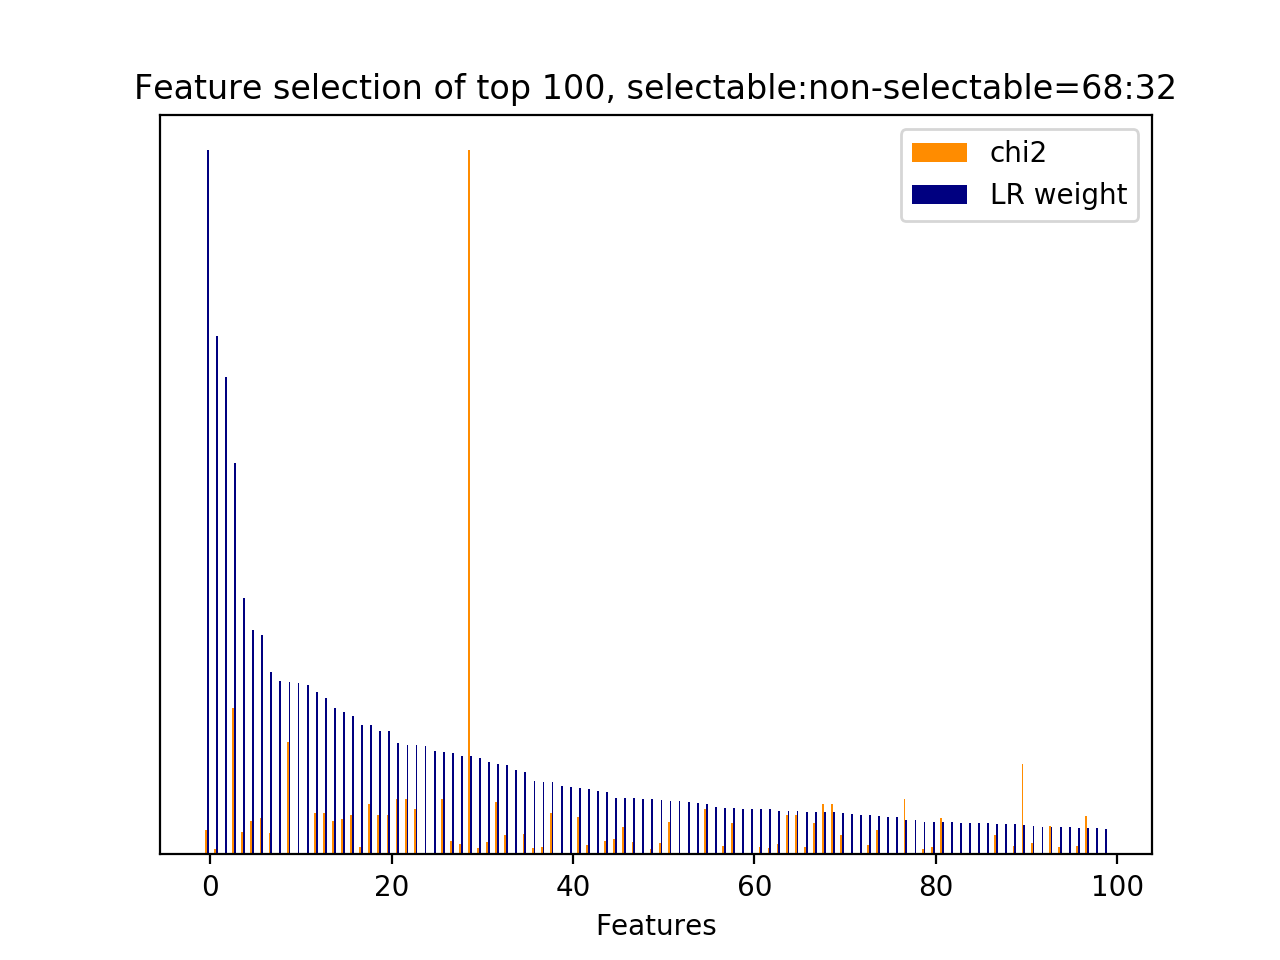 Feature selection of top 100, selectable:non-selectable=68:32
chi2
LR weight
0 20 40 60 80 100
Features